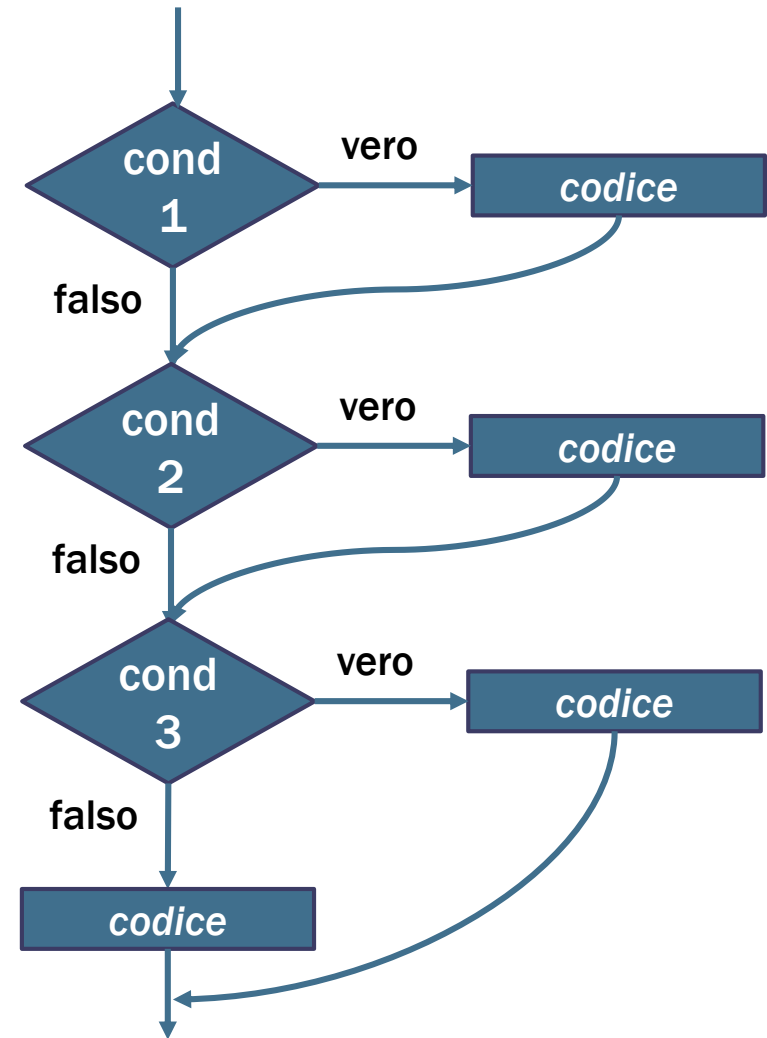 vero
cond
1
codice
falso
vero
cond
2
codice
falso
vero
cond
3
codice
falso
codice